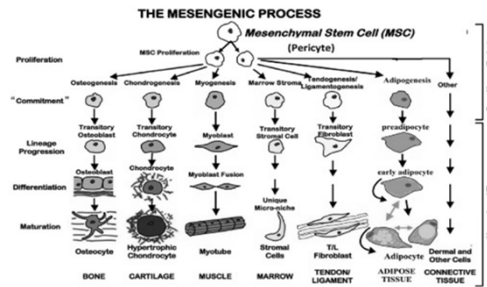 THE MESENGENIC PROCESS
Mesenchymal Stem Cell (MSC)
(Pericyte)
MSC Proliferation
Proliferation
Osteogenesis Chondrogenesis Myogenesis Marrow Stroma Tendogenesis/ Ligamentogenesis Adipogenesis Other
"Commitment"
Transitory Osteoblast Transitory Chondrocyte Myoblast Transitory Stromal Cell Transitory Fibroblast preadipocyte
Lineage Progression
Osteoblast Chondrocyte Myoblast Fusion early adipocyte
Differentiation
Unique Micro-niche
Maturation
Osteocyte Hypertrophic Chondrocyte Myotube Stromal Cells T/L Fibroblast Adipocyte Dermal and Other Cells
BONE CARTILAGE MUSCLE MARROW TENDON/ LIGAMENT ADIPOSE TISSUE CONNECTIVE TISSUE